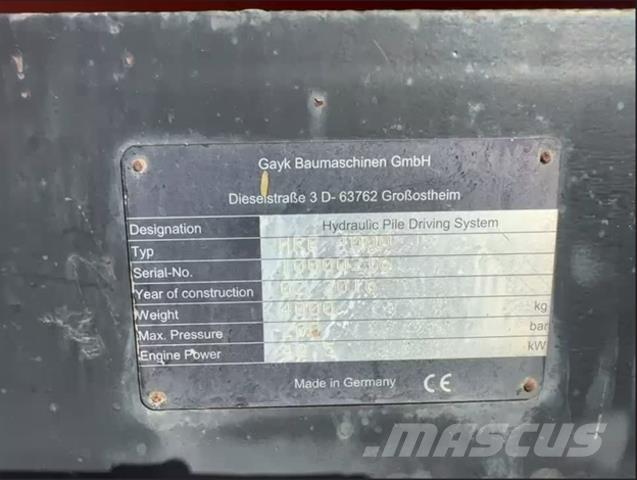 Gayk Baumaschinen GmbH
Dieselstraße 3 D- 63762 Großostheim
Designation Hydraulic Pile Driving System
Typ
Serial-No.
Year of construction
Weight kg
Max. Pressure bar
Engine Power kW
Made in Germany CE
MASCUS